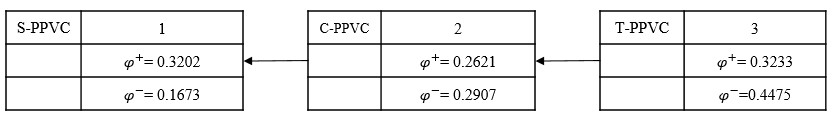 S-PPVC 1
φ⁺= 0.3202
φ⁻= 0.1673
C-PPVC 2
φ⁺= 0.2621
φ⁻= 0.2907
T-PPVC 3
φ⁺= 0.3233
φ⁻=0.4475